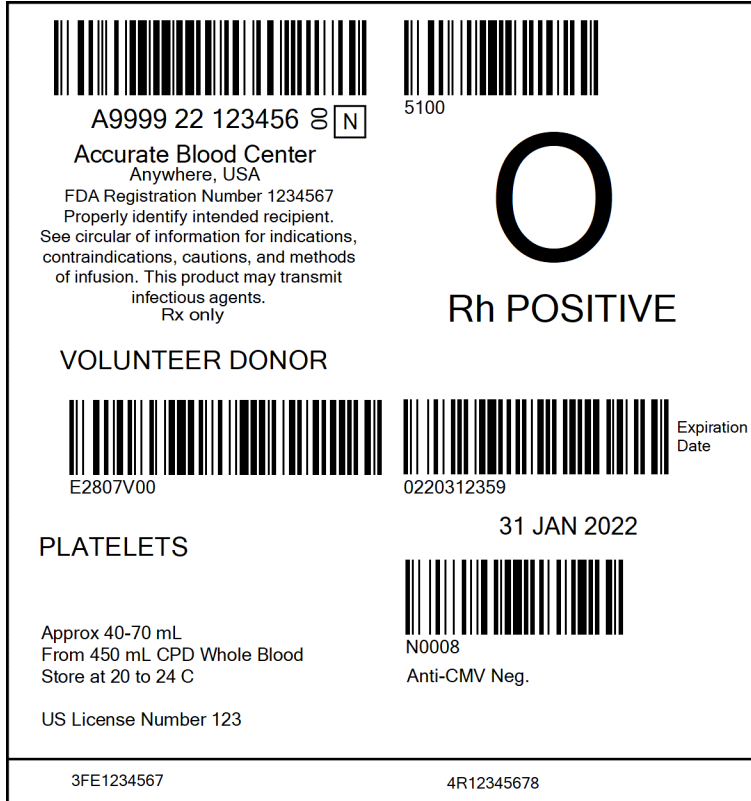 A9999 22 123456 00 N
Accurate Blood Center
Anywhere, USA
FDA Registration Number 1234567
Properly identify intended recipient.
See circular of information for indications,
contraindications, cautions, and methods
of infusion. This product may transmit
infectious agents.
Rx only
VOLUNTEER DONOR
5100
O
Rh POSITIVE
E2807V00
PLATELETS
Approx 40-70 mL
From 450 mL CPD Whole Blood
Store at 20 to 24 C
US License Number 123
0220312359
Expiration
Date
31 JAN 2022
N0008
Anti-CMV Neg.
3FE1234567
4R12345678